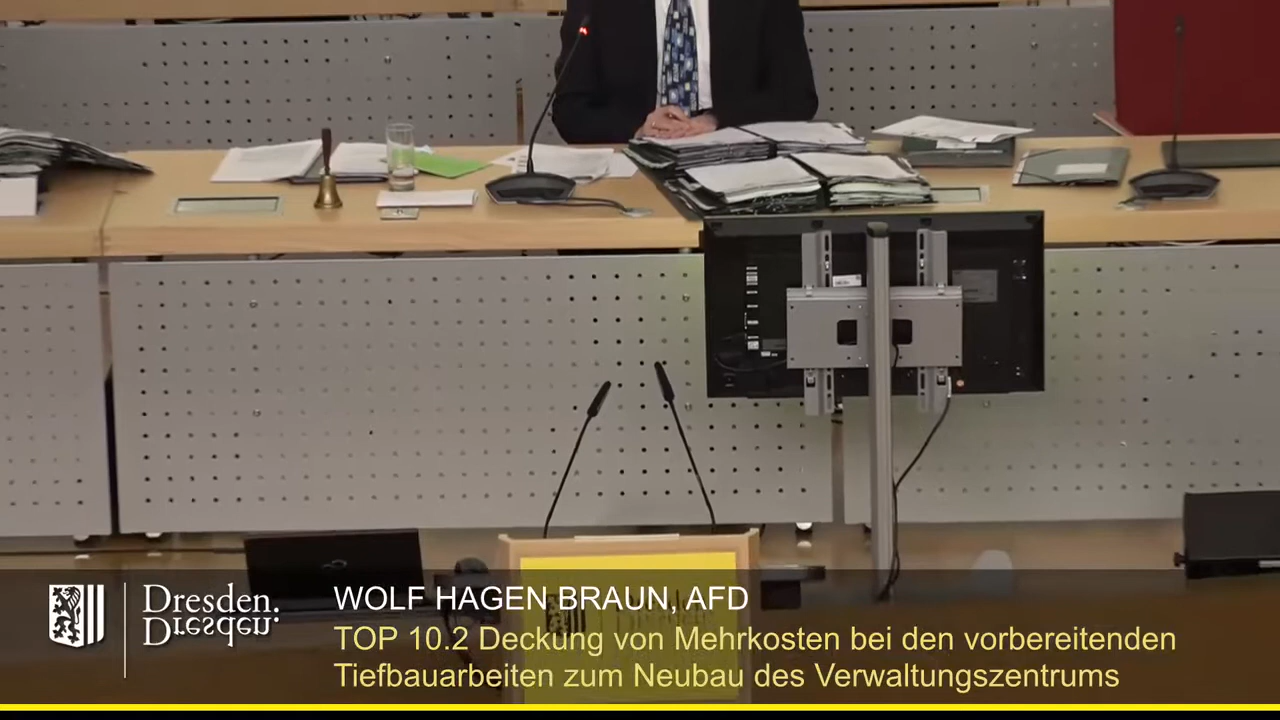 WOLF HAGEN BRAUN, AFD
Dresden.
Dresden.
TOP 10.2 Deckung von Mehrkosten bei den vorbereitenden
Tiefbauarbeiten zum Neubau des Verwaltungszentrums